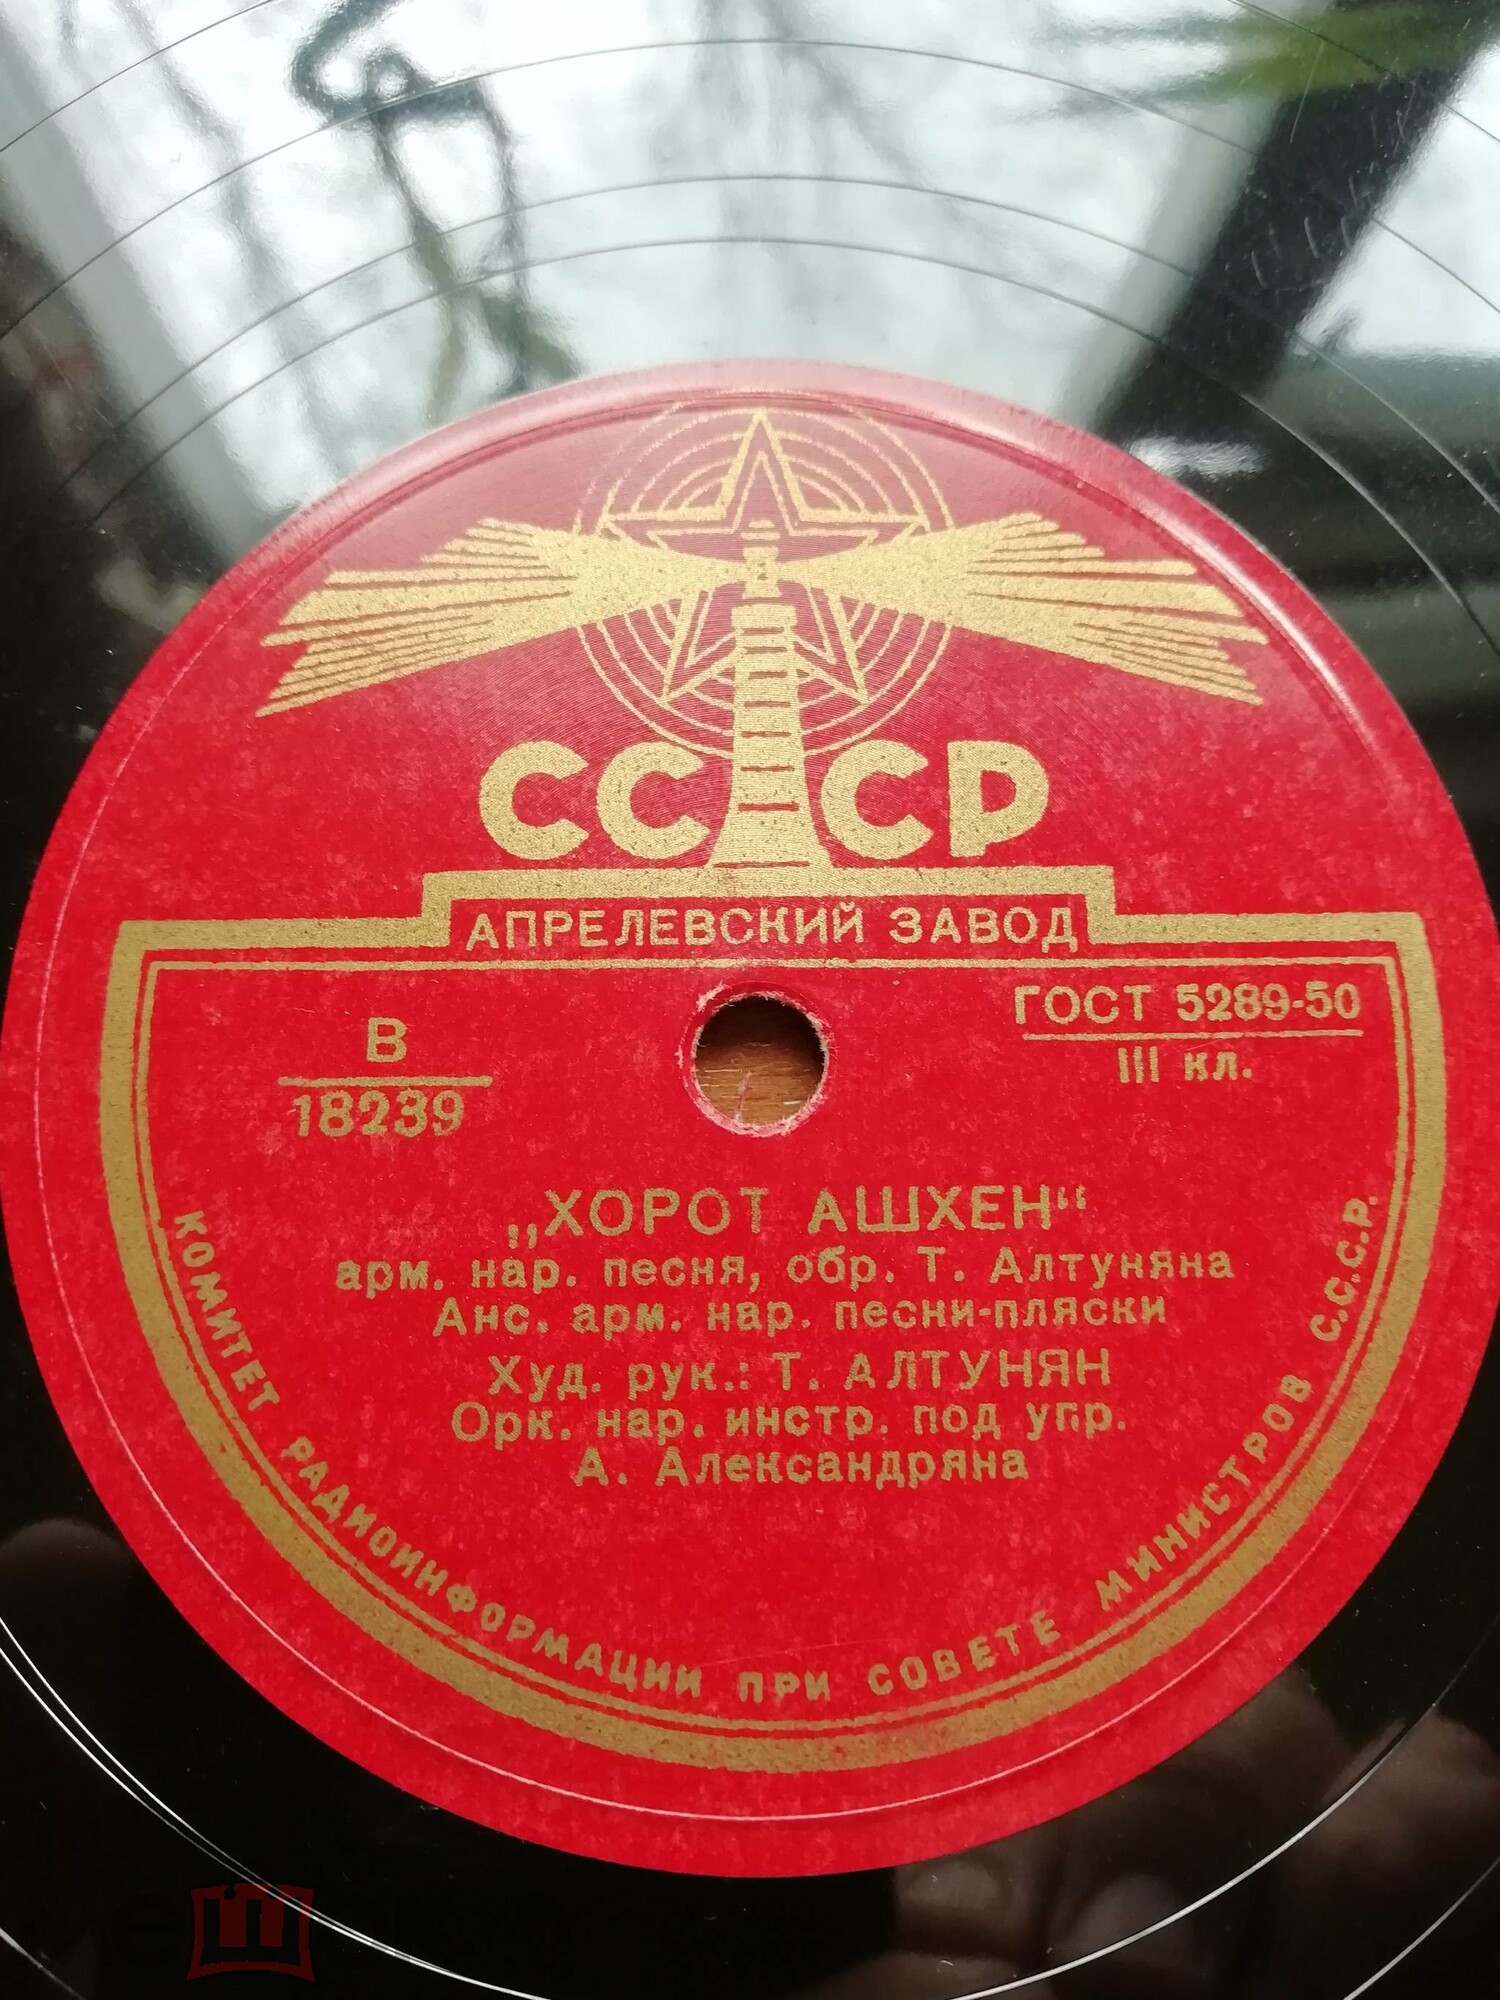 СССР
АПРЕЛЕВСКИЙ ЗАВОД
ГОСТ 5289-50
III кл.
В
18239
„ХОРОТ АШХЕН“
арм. нар. песня, обр. Т. Алтуняна
Анс. арм. нар. песни-пляски
Худ. рук.: Т. АЛТУНЯН
Орк. нар. инстр. под упр.
А. Александряна
КОМИТЕТ РАДИОИНФОРМАЦИИ ПРИ СОВЕТЕ МИНИСТРОВ С.С.С.Р.